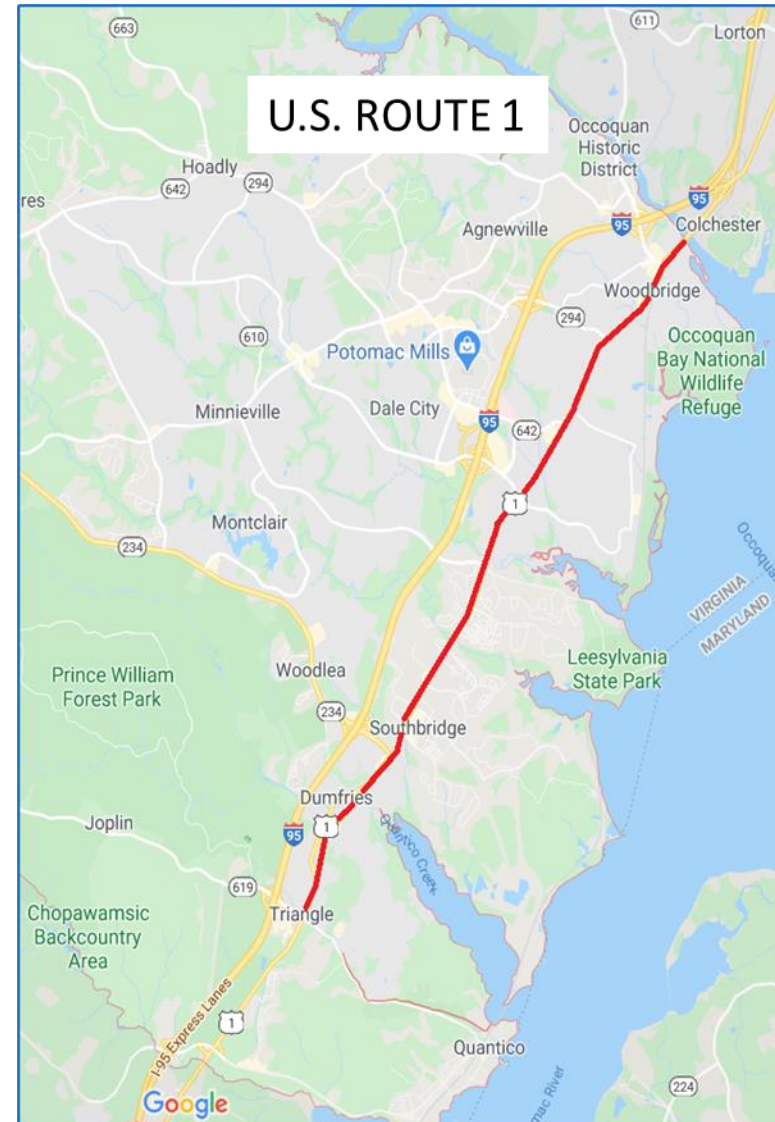 663
611
Lorton
U.S. ROUTE 1
Occoquan
Historic
District
Hoadly
642
294
res
95
95
Colchester
Agnewville
Woodbridge
294
610
Occoquan
Bay National
Wildlife
Refuge
Potomac Mills
Minnieville
Dale City
95
642
1
Montclair
234
Occoqua
VIRGINIA
MARYLAND
Leesylvania
State Park
Woodlea
Prince William
Forest Park
234
Southbridge
Dumfries
Joplin
1
95
Quantico Creek
619
Triangle
Chopawamsic
Backcountry
Area
I-95 Express Lanes
1
Quantico
224
mac River
Google